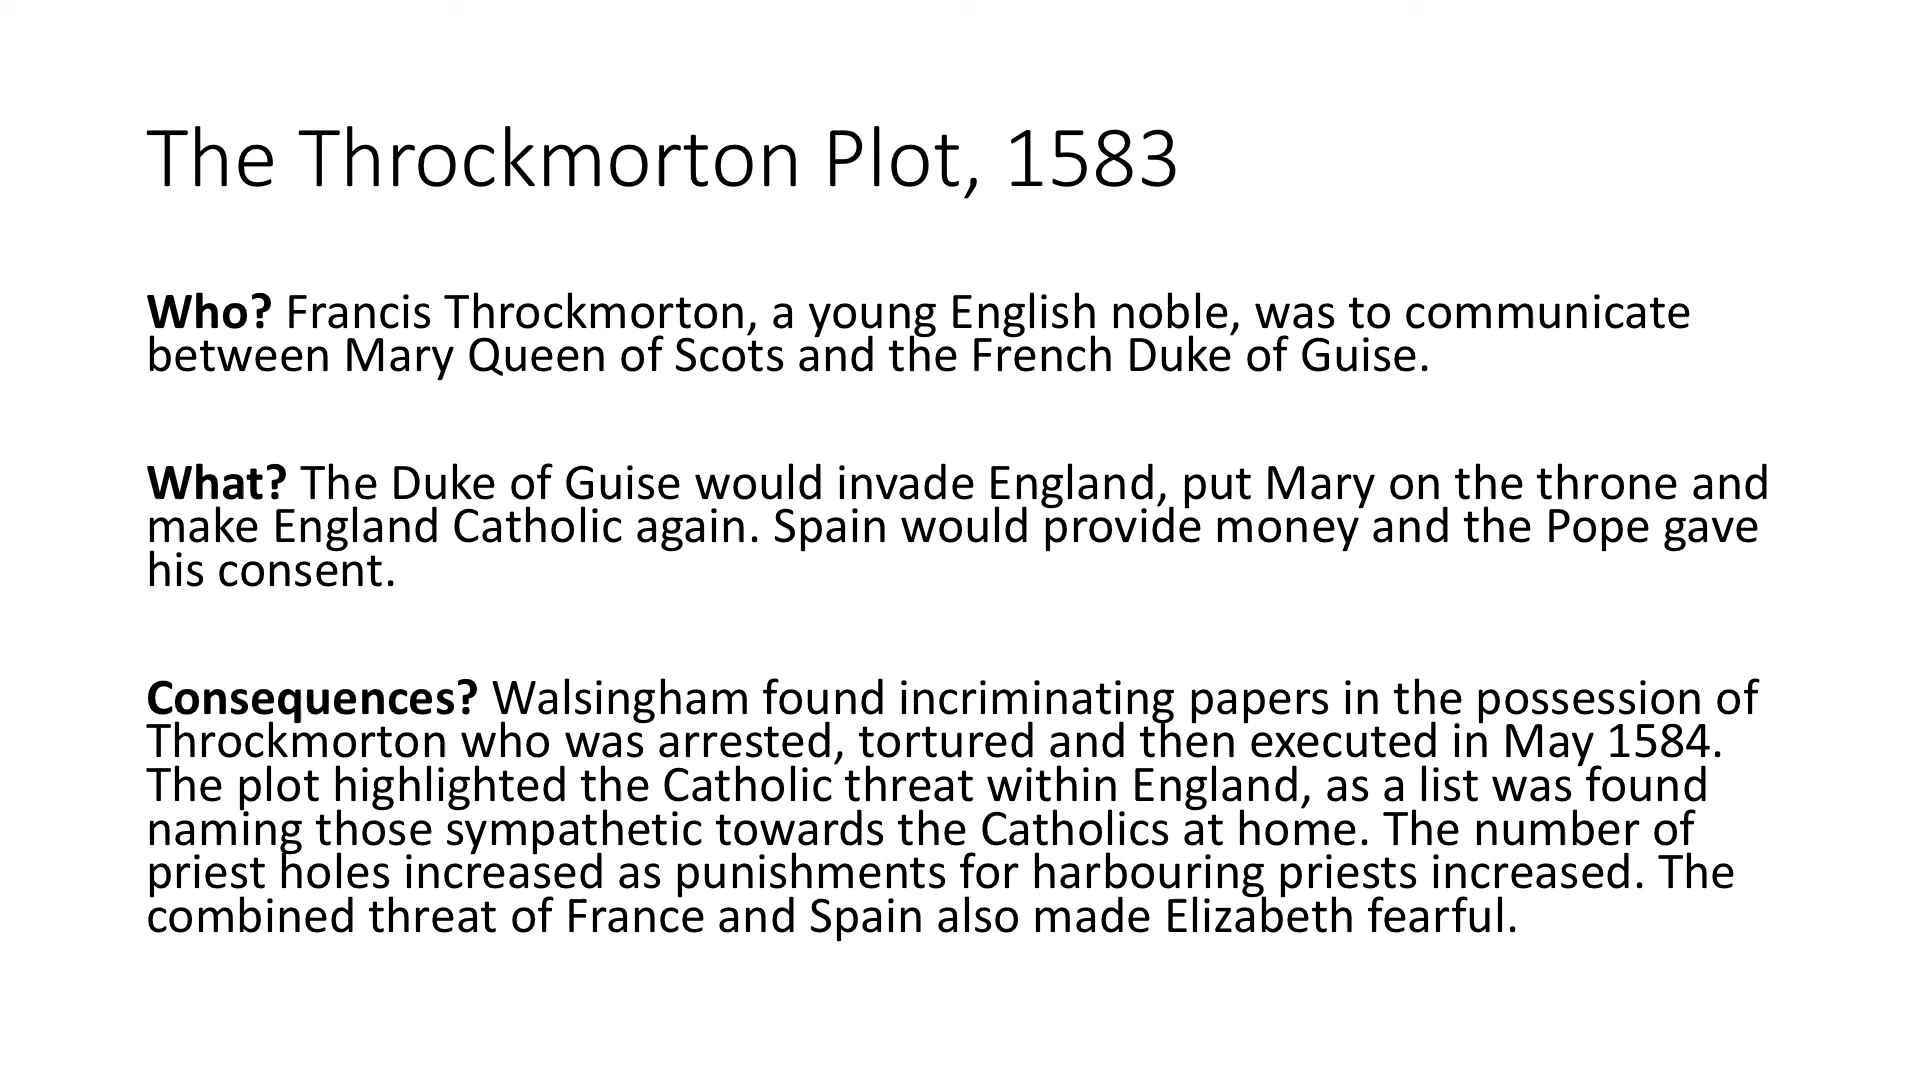 The Throckmorton Plot, 1583
Who? Francis Throckmorton, a young English noble, was to communicate
between Mary Queen of Scots and the French Duke of Guise.
What? The Duke of Guise would invade England, put Mary on the throne and
make England Catholic again. Spain would provide money and the Pope gave
his consent.
Consequences? Walsingham found incriminating papers in the possession of
Throckmorton who was arrested, tortured and then executed in May 1584.
The plot highlighted the Catholic threat within England, as a list was found
naming those sympathetic towards the Catholics at home. The number of
priest holes increased as punishments for harbouring priests increased. The
combined threat of France and Spain also made Elizabeth fearful.